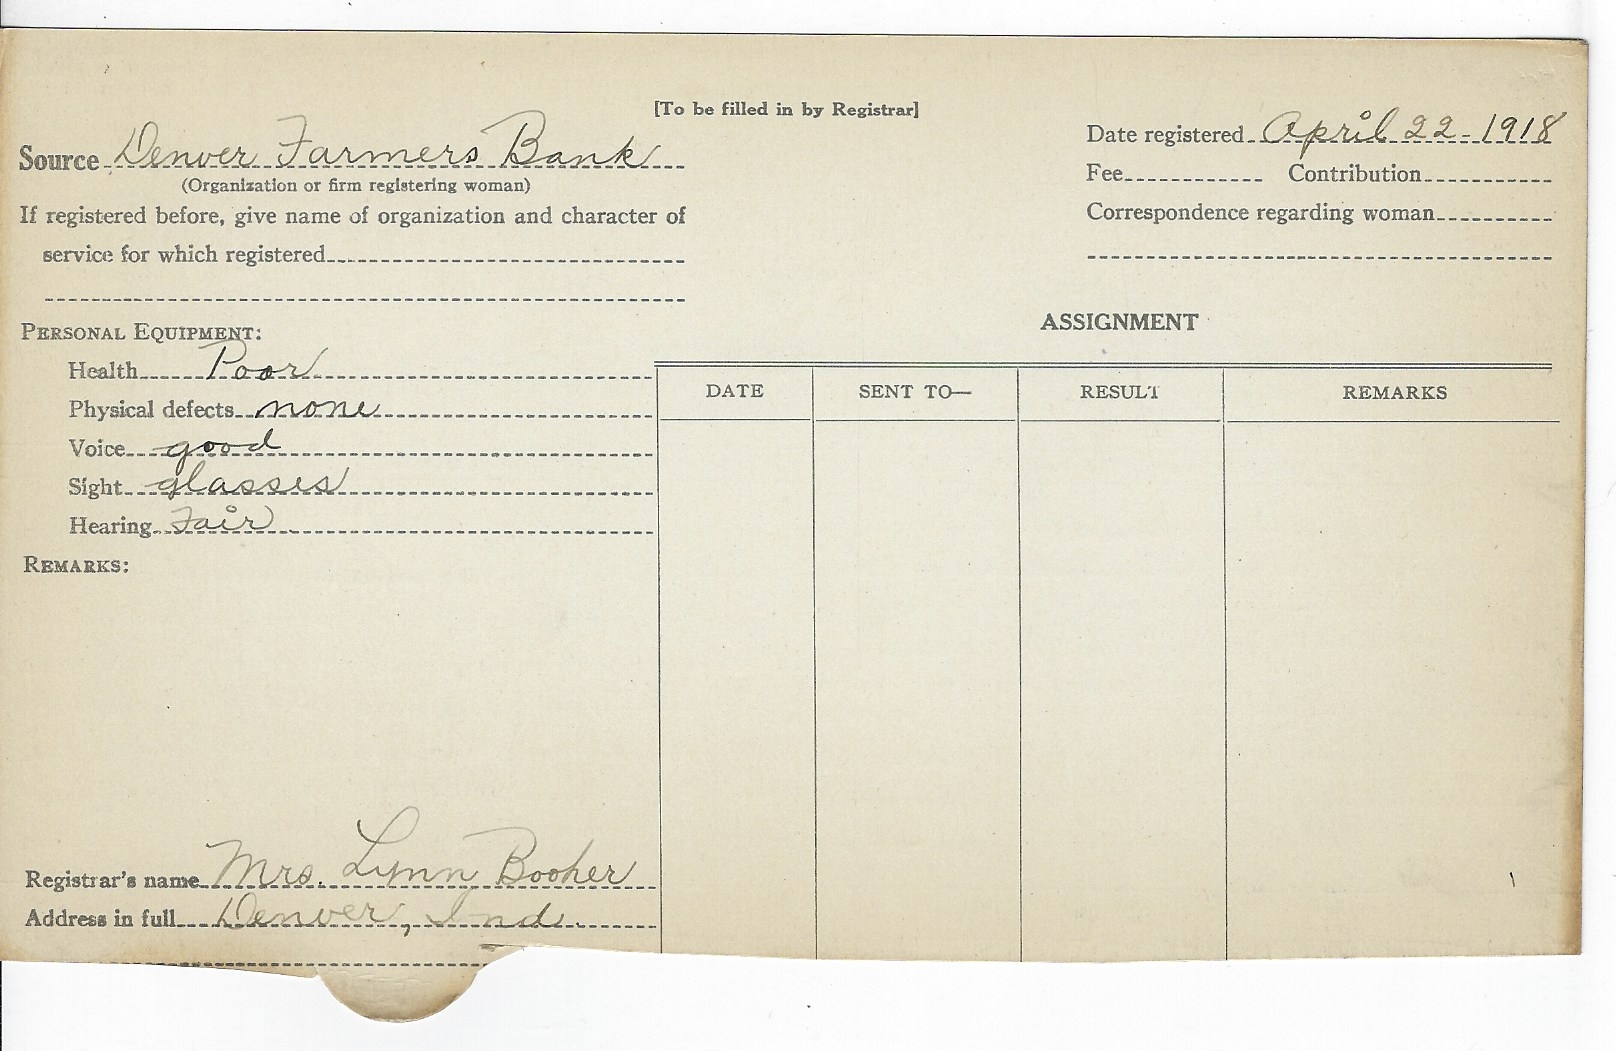 [To be filled in by Registrar]
Source Denver Farmers Bank
(Organization or firm registering woman)
If registered before, give name of organization and character of
service for which registered
Date registered April 22-1918
Fee Contribution
Correspondence regarding woman
PERSONAL EQUIPMENT:
Health Poor
Physical defects none
Voice good
Sight glasses
Hearing Fair
REMARKS:
ASSIGNMENT
DATE SENT TO— RESULT REMARKS
Registrar's name Mrs. Lynn Booher
Address in full Denver, Ind.